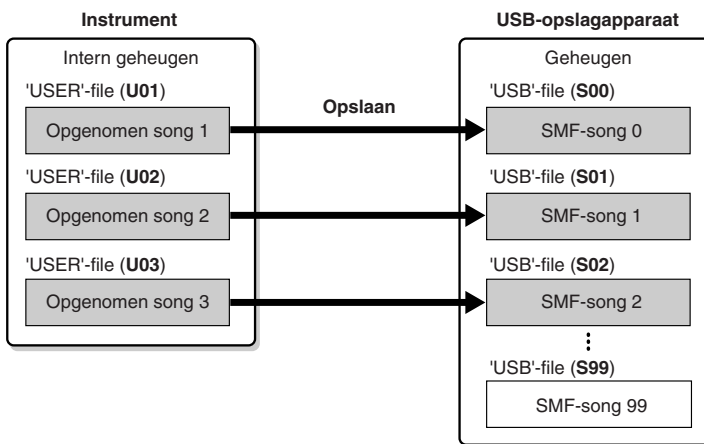 Instrument
Intern geheugen
'USER'-file (U01)
Opgenomen song 1
'USER'-file (U02)
Opgenomen song 2
'USER'-file (U03)
Opgenomen song 3
Opslaan
USB-opslagapparaat
Geheugen
'USB'-file (S00)
SMF-song 0
'USB'-file (S01)
SMF-song 1
'USB'-file (S02)
SMF-song 2
'USB'-file (S99)
SMF-song 99